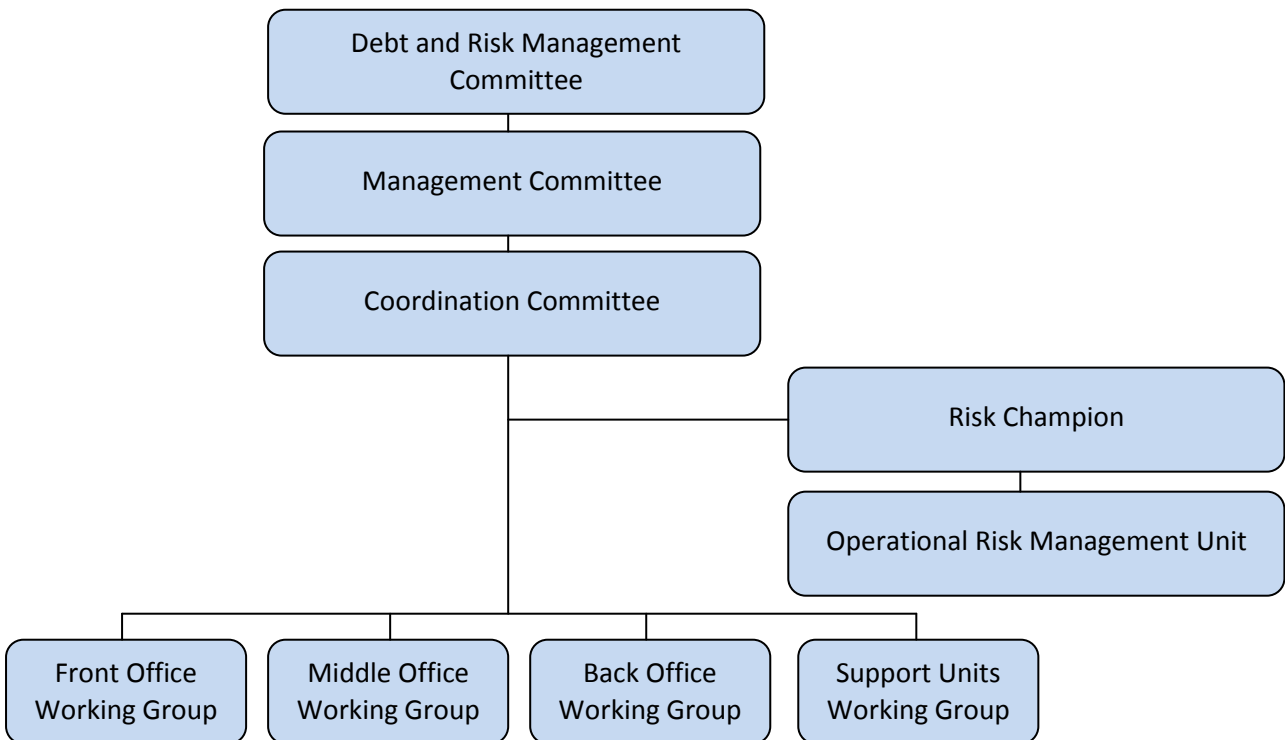 Debt and Risk Management
Committee
Management Committee
Coordination Committee
Risk Champion
Operational Risk Management Unit
Front Office
Working Group
Middle Office
Working Group
Back Office
Working Group
Support Units
Working Group